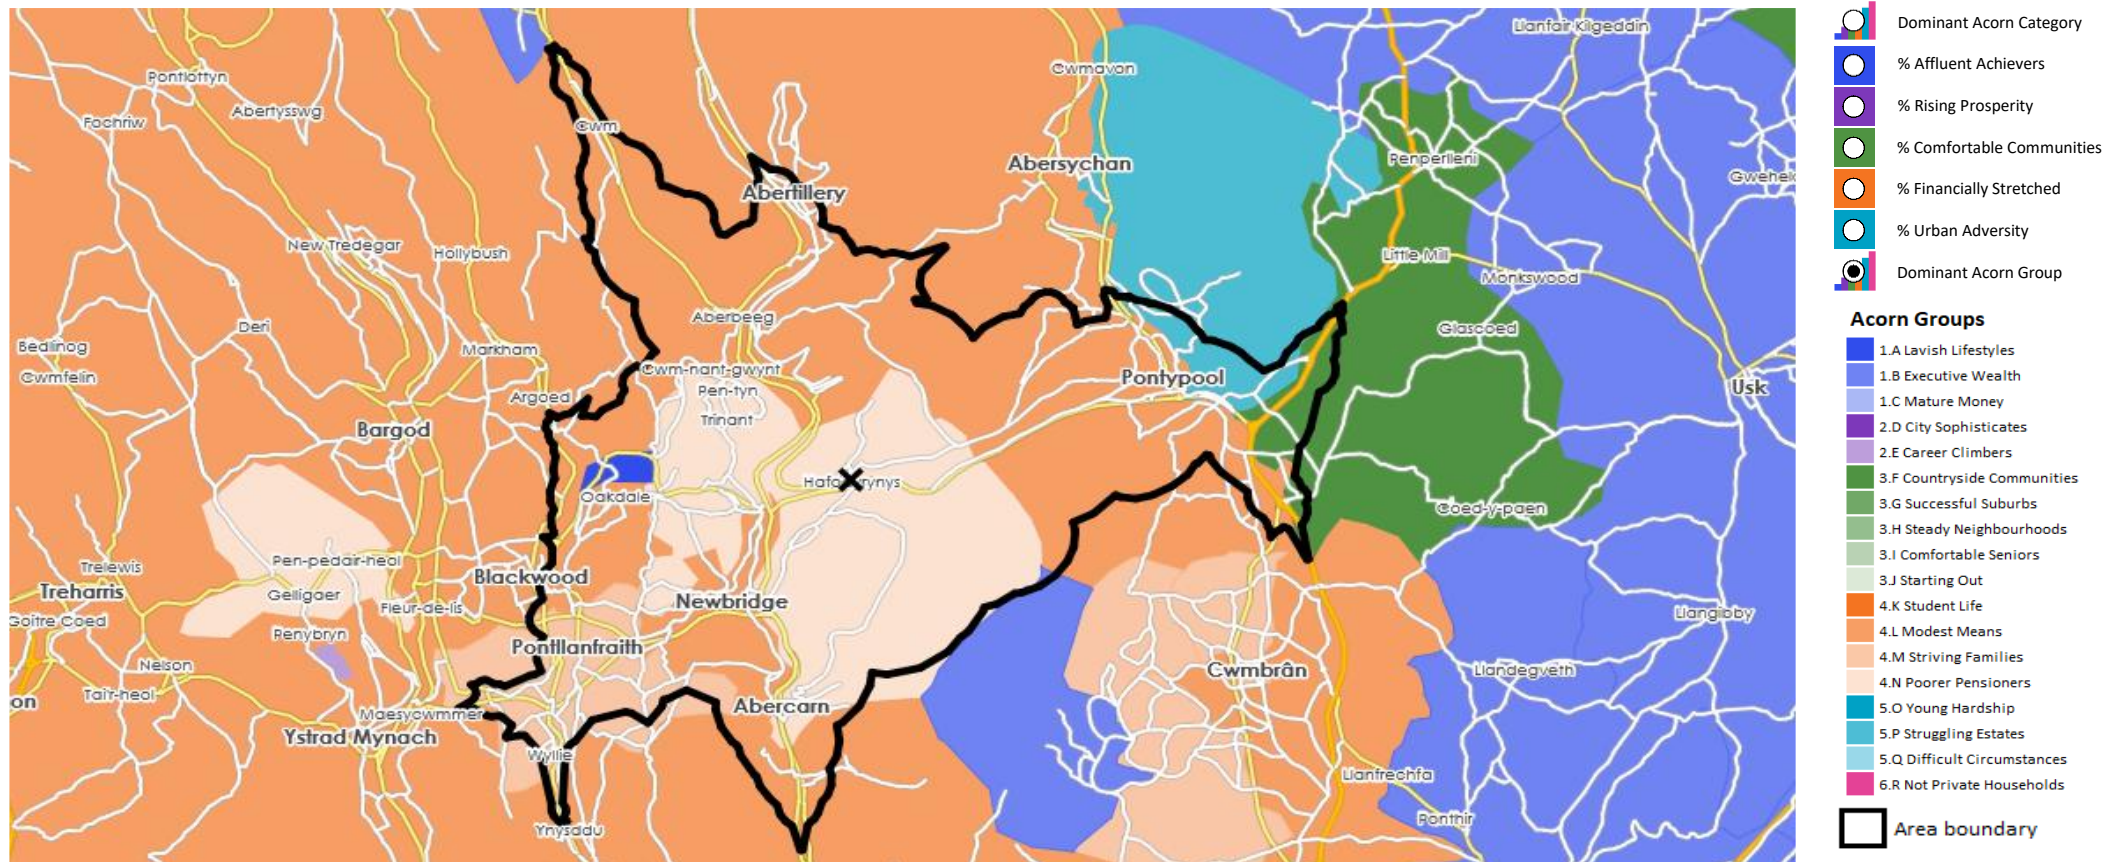 Llanfair Kilgeddin
Cwmavon
Pontlottyn
Abertysswg
Fochriw
Cwm
Abersychan
Penperlleni
Abertillery
New Tredegar
Hollybush
Little Mill
Monkswood
Aberbeeg
Deri
Glascoed
Bedlinog
Markham
Cwmfelin
Cwm-nant-gwynt
Pontypool
Pen-tyn
Usk
Argoed
Trinant
Bargod
Oakdale
Coed-y-paen
Pen-pedair-heol
Trelewis
Blackwood
Treharris
Gelligaer
Fleur-de-lis
Newbridge
Goitre Coed
Llangibby
Penybryn
Pontllanfraith
Nelson
Cwmbrân
Llandegveth
Tai'r-heol
on
Maesycwmmer
Abercarn
Ystrad Mynach
Wyllie
Llanfrechfa
Ynysddu
Ponthir
Dominant Acorn Category
% Affluent Achievers
% Rising Prosperity
% Comfortable Communities
% Financially Stretched
% Urban Adversity
Dominant Acorn Group
Acorn Groups
1.A Lavish Lifestyles
1.B Executive Wealth
1.C Mature Money
2.D City Sophisticates
2.E Career Climbers
3.F Countryside Communities
3.G Successful Suburbs
3.H Steady Neighbourhoods
3.I Comfortable Seniors
3.J Starting Out
4.K Student Life
4.L Modest Means
4.M Striving Families
4.N Poorer Pensioners
5.O Young Hardship
5.P Struggling Estates
5.Q Difficult Circumstances
6.R Not Private Households
Area boundary